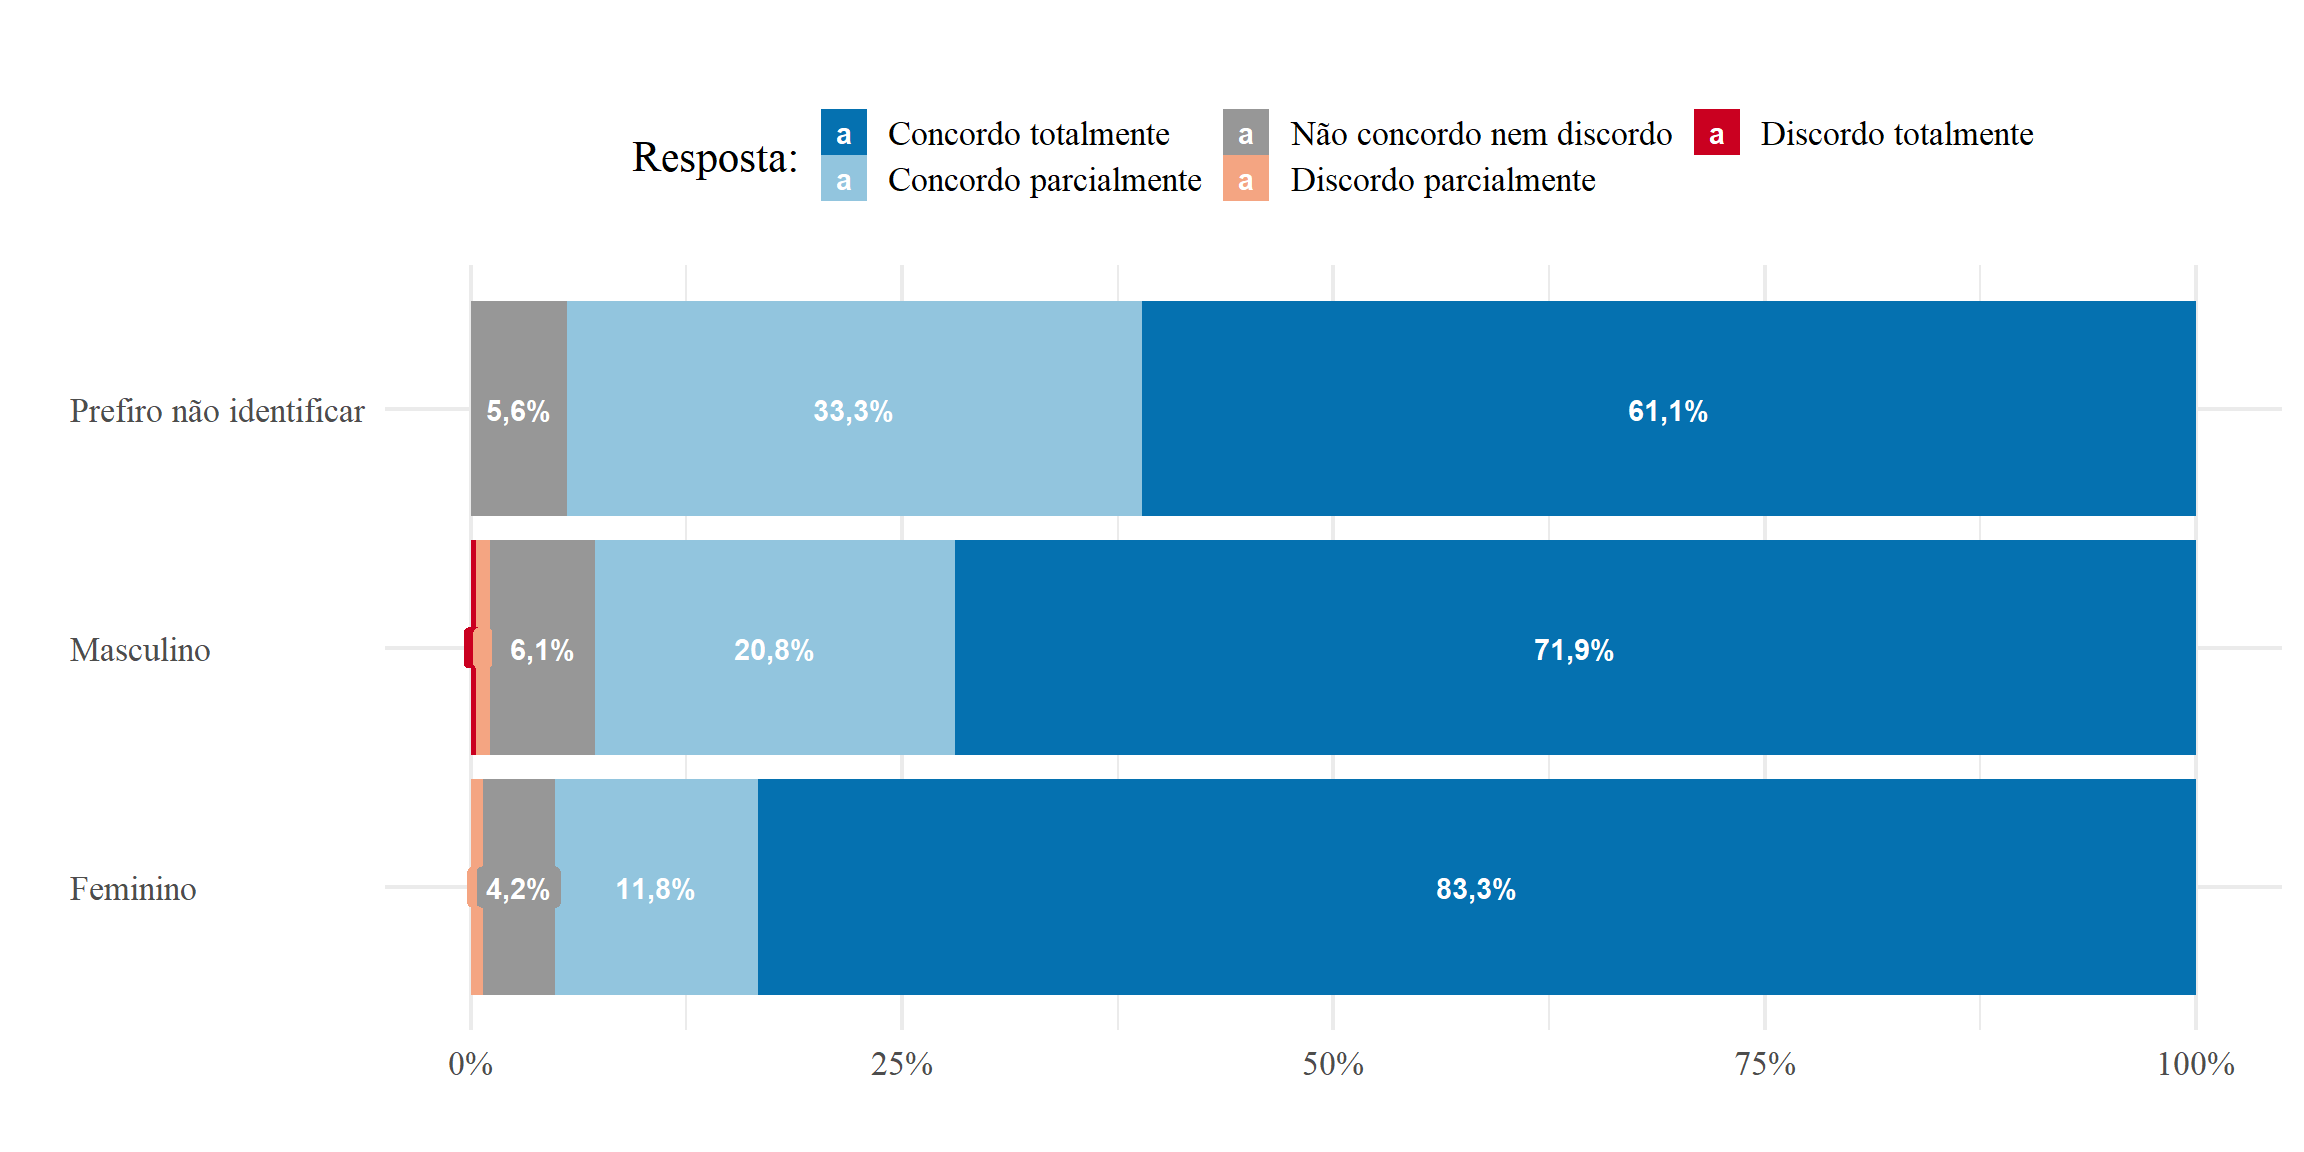 Resposta:
a Concordo totalmente
a Concordo parcialmente
a Não concordo nem discordo
a Discordo parcialmente
a Discordo totalmente
Prefiro não identificar
5,6% 33,3% 61,1%
Masculino
6,1% 20,8% 71,9%
Feminino
4,2% 11,8% 83,3%
0% 25% 50% 75% 100%